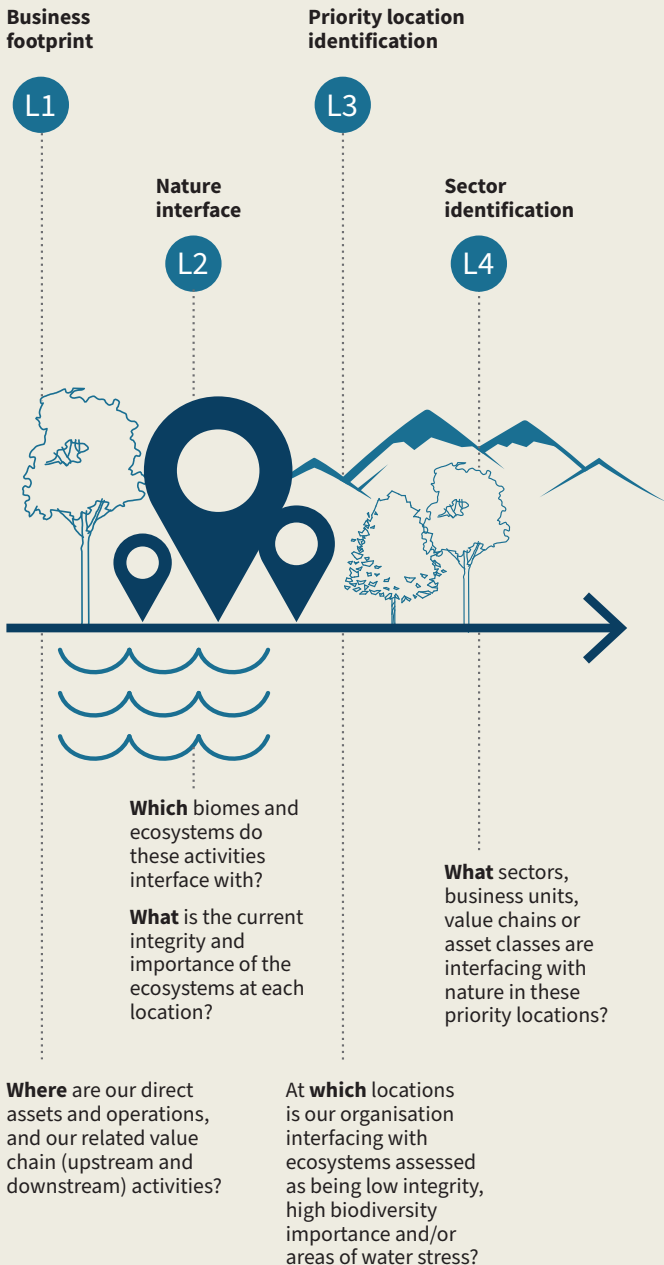 Business
footprint
L1
Nature
interface
L2
Priority location
identification
L3
Sector
identification
L4
Where are our direct
assets and operations,
and our related value
chain (upstream and
downstream) activities?
Which biomes and
ecosystems do
these activities
interface with?
What is the current
integrity and
importance of the
ecosystems at each
location?
At which locations
is our organisation
interfacing with
ecosystems assessed
as being low integrity,
high biodiversity
importance and/or
areas of water stress?
What sectors,
business units,
value chains or
asset classes are
interfacing with
nature in these
priority locations?